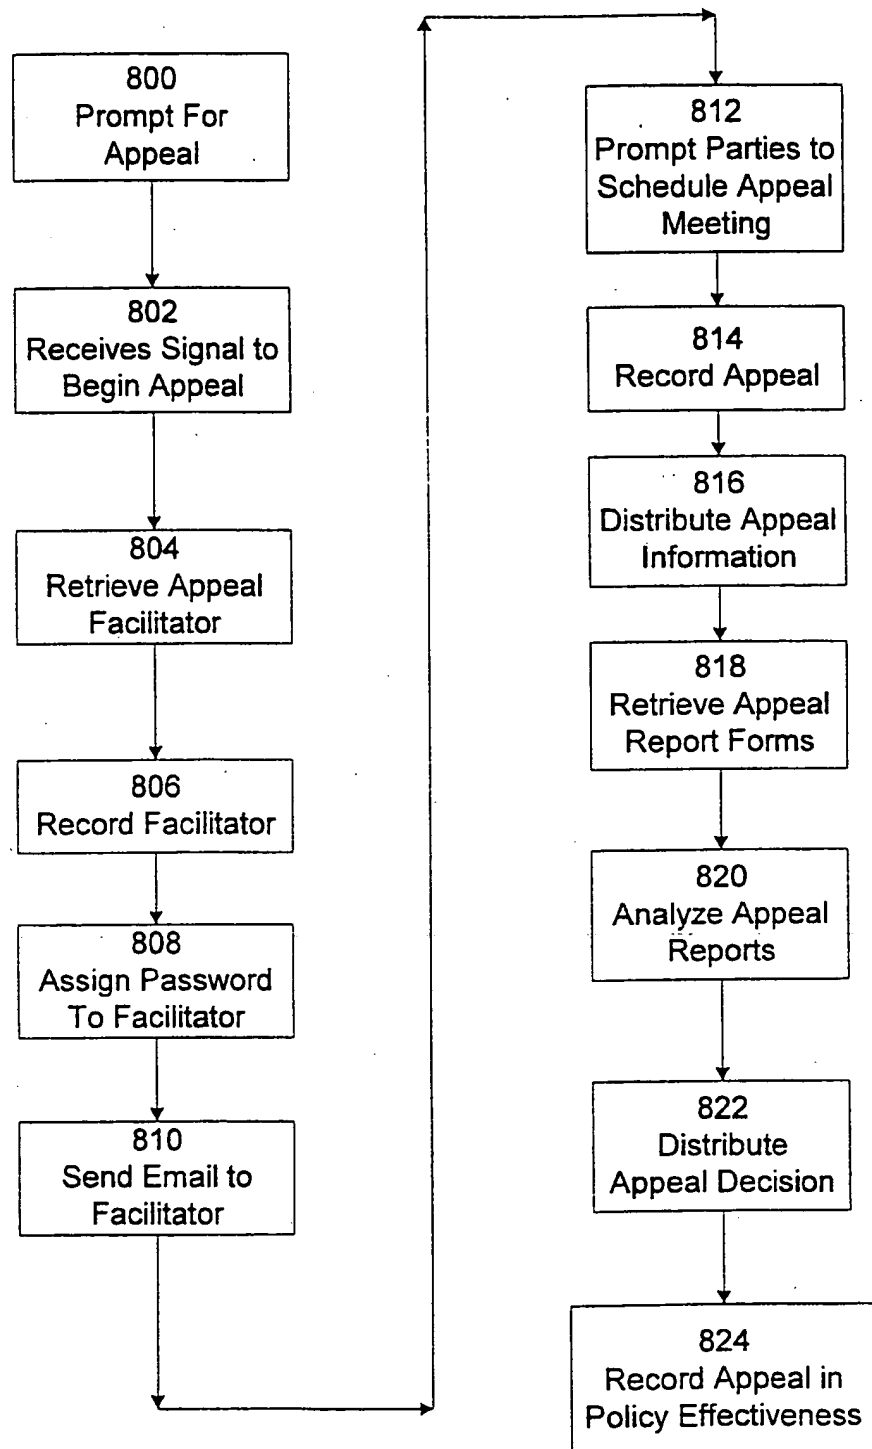 800
Prompt For
Appeal
802
Receives Signal to
Begin Appeal
804
Retrieve Appeal
Facilitator
806
Record Facilitator
808
Assign Password
To Facilitator
810
Send Email to
Facilitator
812
Prompt Parties to
Schedule Appeal
Meeting
814
Record Appeal
816
Distribute Appeal
Information
818
Retrieve Appeal
Report Forms
820
Analyze Appeal
Reports
822
Distribute
Appeal Decision
824
Record Appeal in
Policy Effectiveness